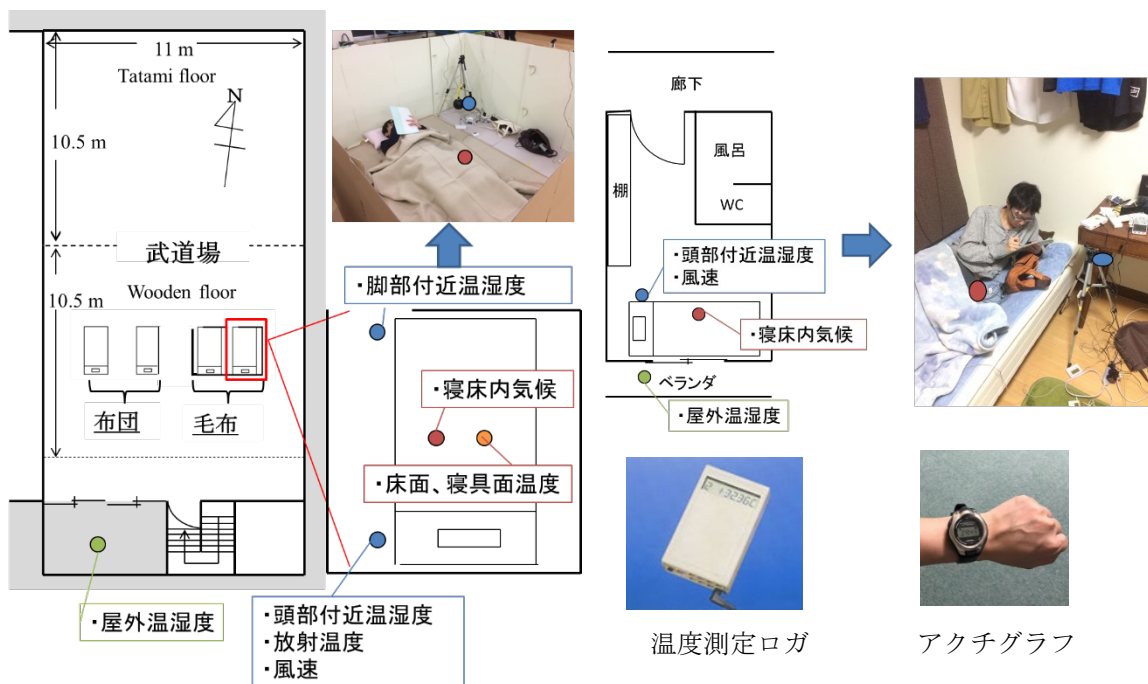 11 m
Tatami floor
N
10.5 m
武道場
10.5 m
Wooden floor
布団
毛布
・屋外温湿度
・脚部付近温湿度
・寝床内気候
・床面、寝具面温度
・頭部付近温湿度
・放射温度
・風速
廊下
風呂
棚
WC
・頭部付近温湿度
・風速
・寝床内気候
ベランダ
・屋外温湿度
温度測定ロガ
アクチグラフ